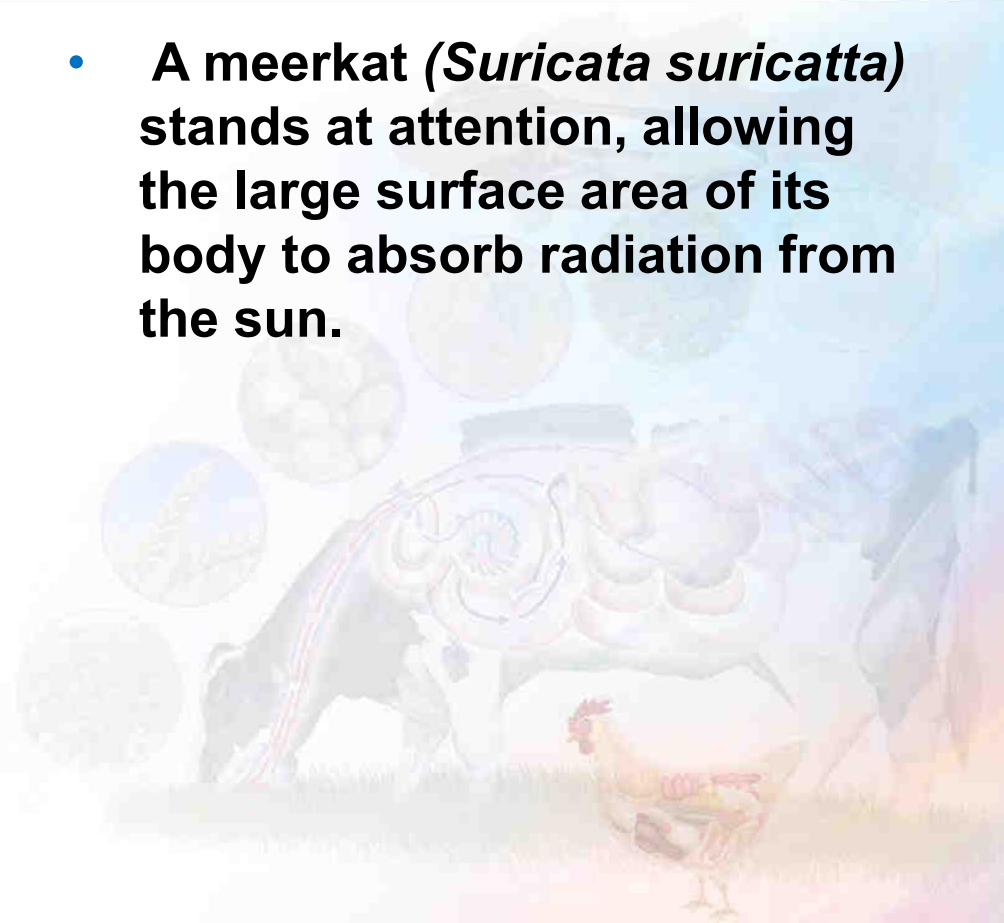 • A meerkat (Suricata suricatta)
stands at attention, allowing
the large surface area of its
body to absorb radiation from
the sun.